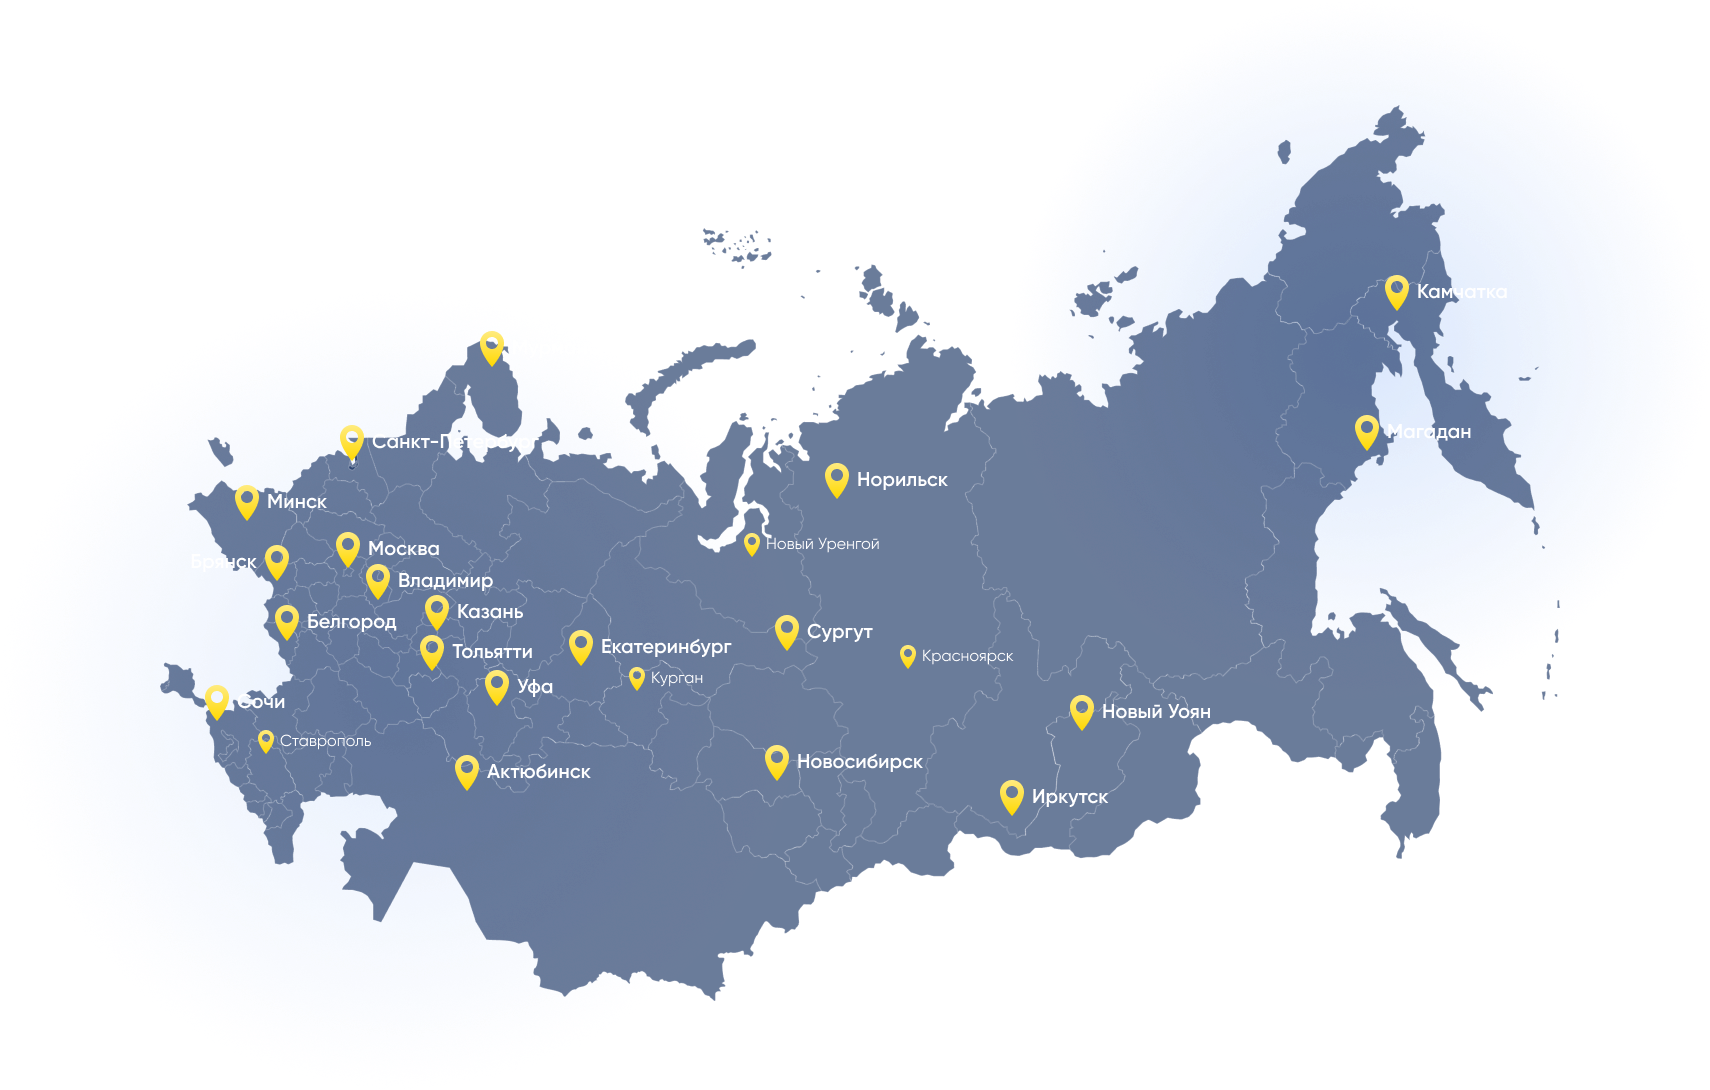 Камчатка
Магадан
Санкт-Петербург
Норильск
Минск
Новый Уренгой
Москва
Брянск
Владимир
Казань
Белгород
Сургут
Екатеринбург
Тольятти
Красноярск
Курган
Уфа
Сочи
Новый Уоян
Ставрополь
Новосибирск
Актюбинск
Иркутск